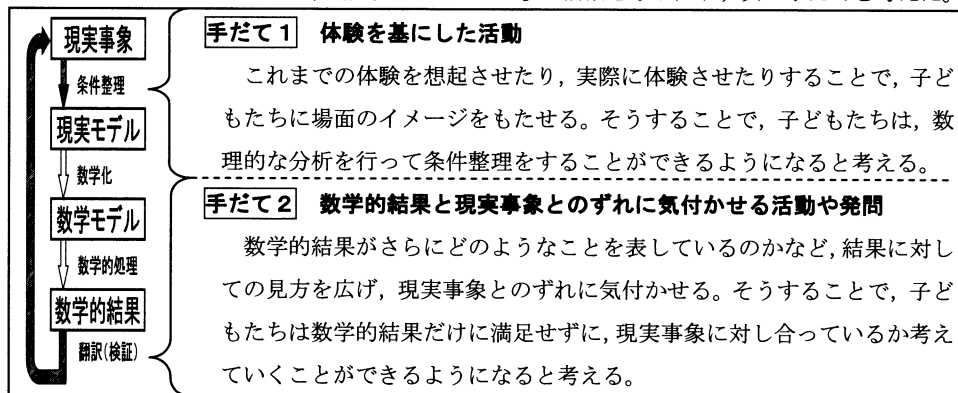 現実事象
条件整理
現実モデル
数学化
数学モデル
数学的処理
数学的結果
翻訳(検証)
手だて1 体験を基にした活動
これまでの体験を想起させたり，実際に体験させたりすることで，子ど
もたちに場面のイメージをもたせる。そうすることで，子どもたちは，数
理的な分析を行って条件整理をすることができるようになると考える。
手だて2 数学的結果と現実事象とのずれに気付かせる活動や発問
数学的結果がさらにどのようなことを表しているのかなど，結果に対し
ての見方を広げ，現実事象とのずれに気付かせる。そうすることで，子ど
もたちは数学的結果だけに満足せずに，現実事象に対し合っているか考え
ていくことができるようになると考える。